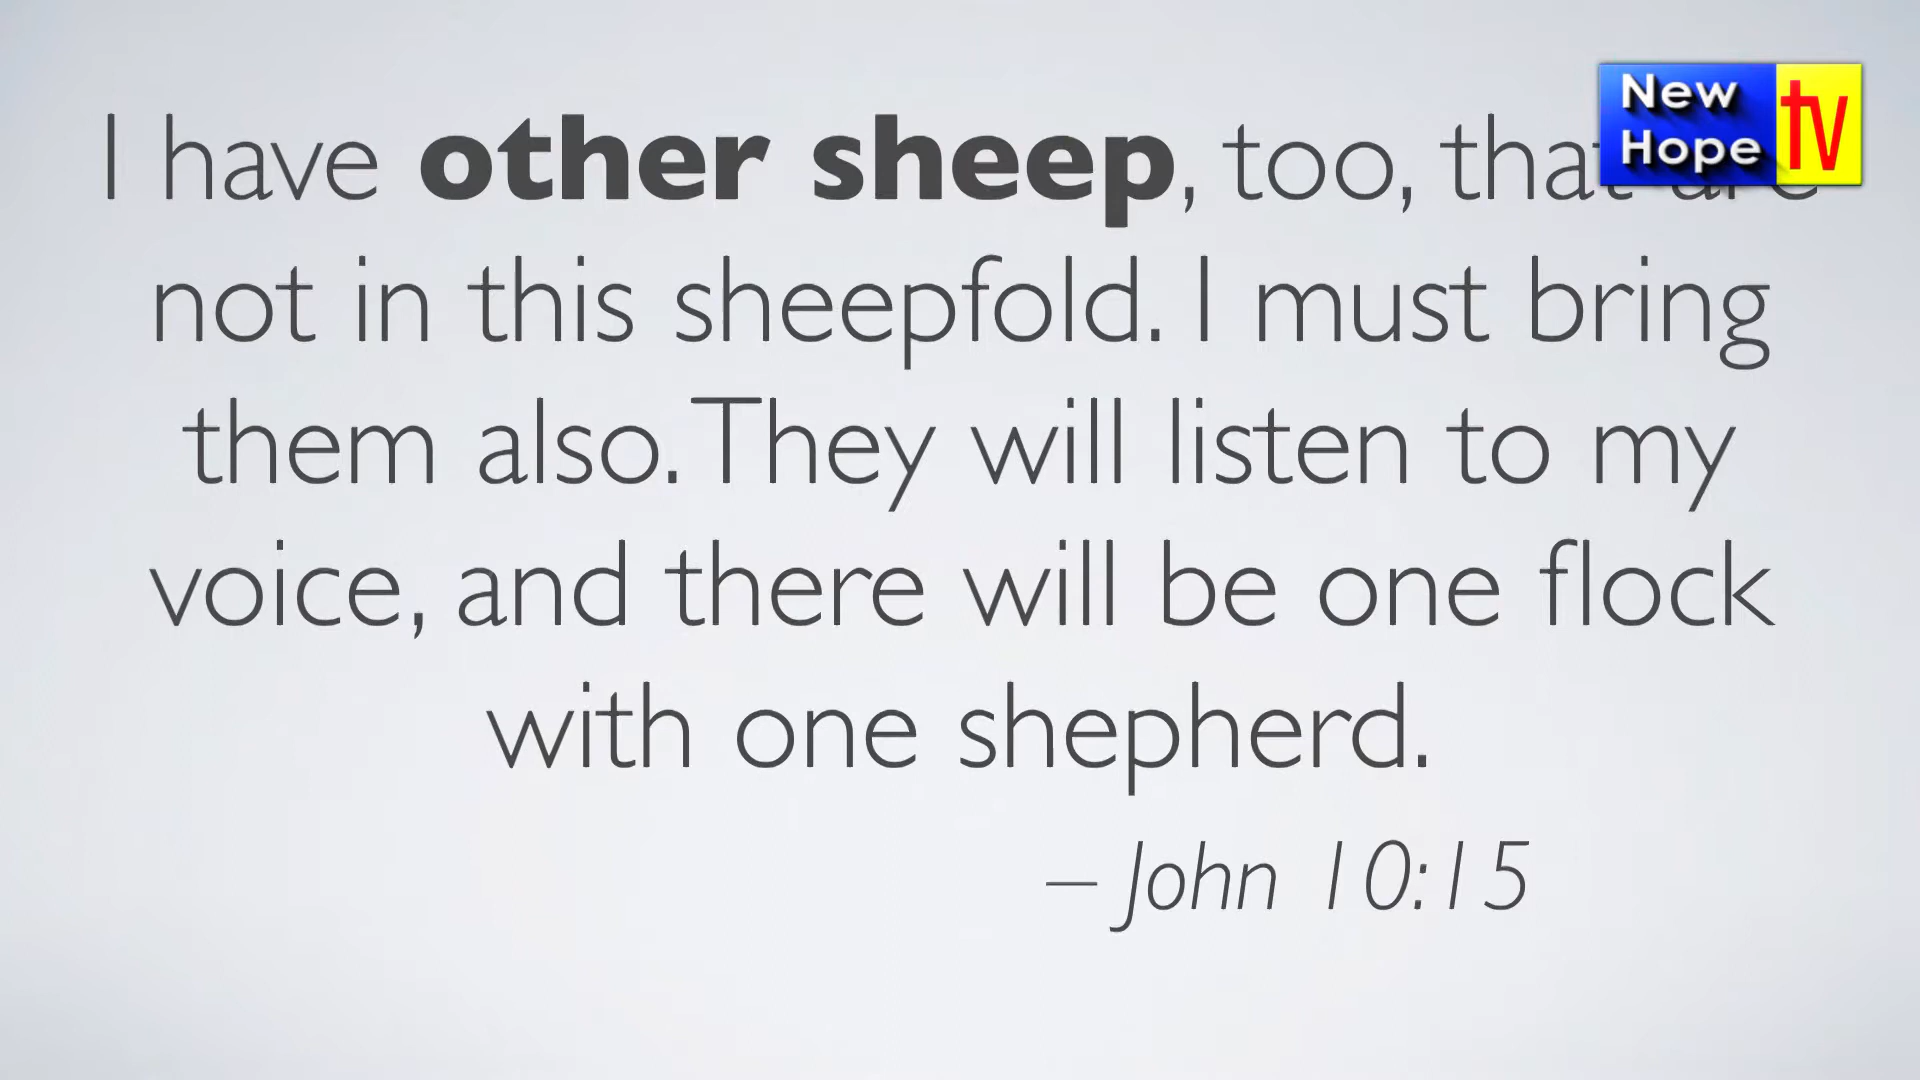 I have other sheep, too, that are
not in this sheepfold. I must bring
them also. They will listen to my
voice, and there will be one flock
with one shepherd.
– John 10:15
New
Hope
tv